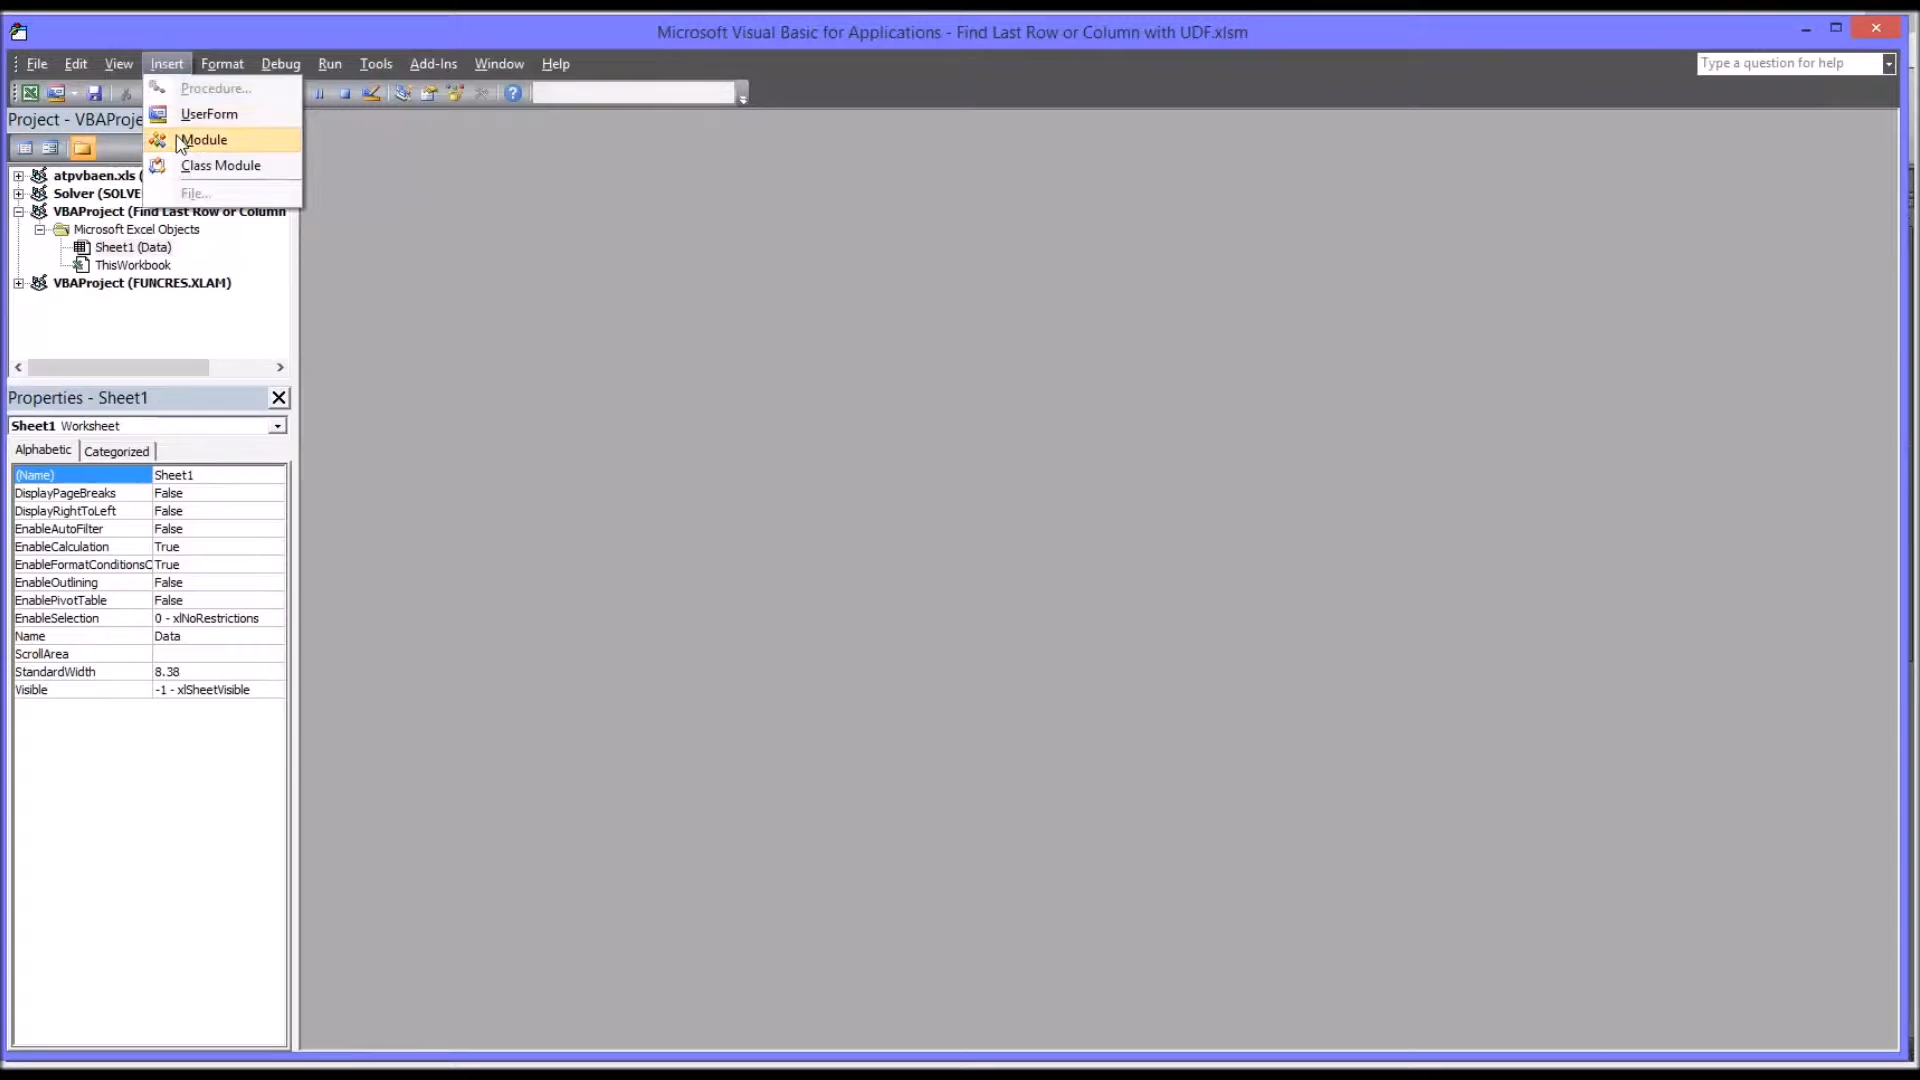 Microsoft Visual Basic for Applications - Find Last Row or Column with UDF.xlsm
File Edit View Insert Format Debug Run Tools Add-Ins Window Help
Type a question for help
Procedure...
UserForm
Module
Class Module
File...
Project - VBAProje
atpvbaen.xls (
Solver (SOLVE
VBAProject (Find Last Row or Column
Microsoft Excel Objects
Sheet1 (Data)
ThisWorkbook
VBAProject (FUNCRES.XLAM)
Properties - Sheet1
Sheet1 Worksheet
Alphabetic Categorized
(Name) Sheet1
DisplayPageBreaks False
DisplayRightToLeft False
EnableAutoFilter False
EnableCalculation True
EnableFormatConditionsC True
EnableOutlining False
EnablePivotTable False
EnableSelection 0 - xlNoRestrictions
Name Data
ScrollArea
StandardWidth 8.38
Visible -1 - xlSheetVisible